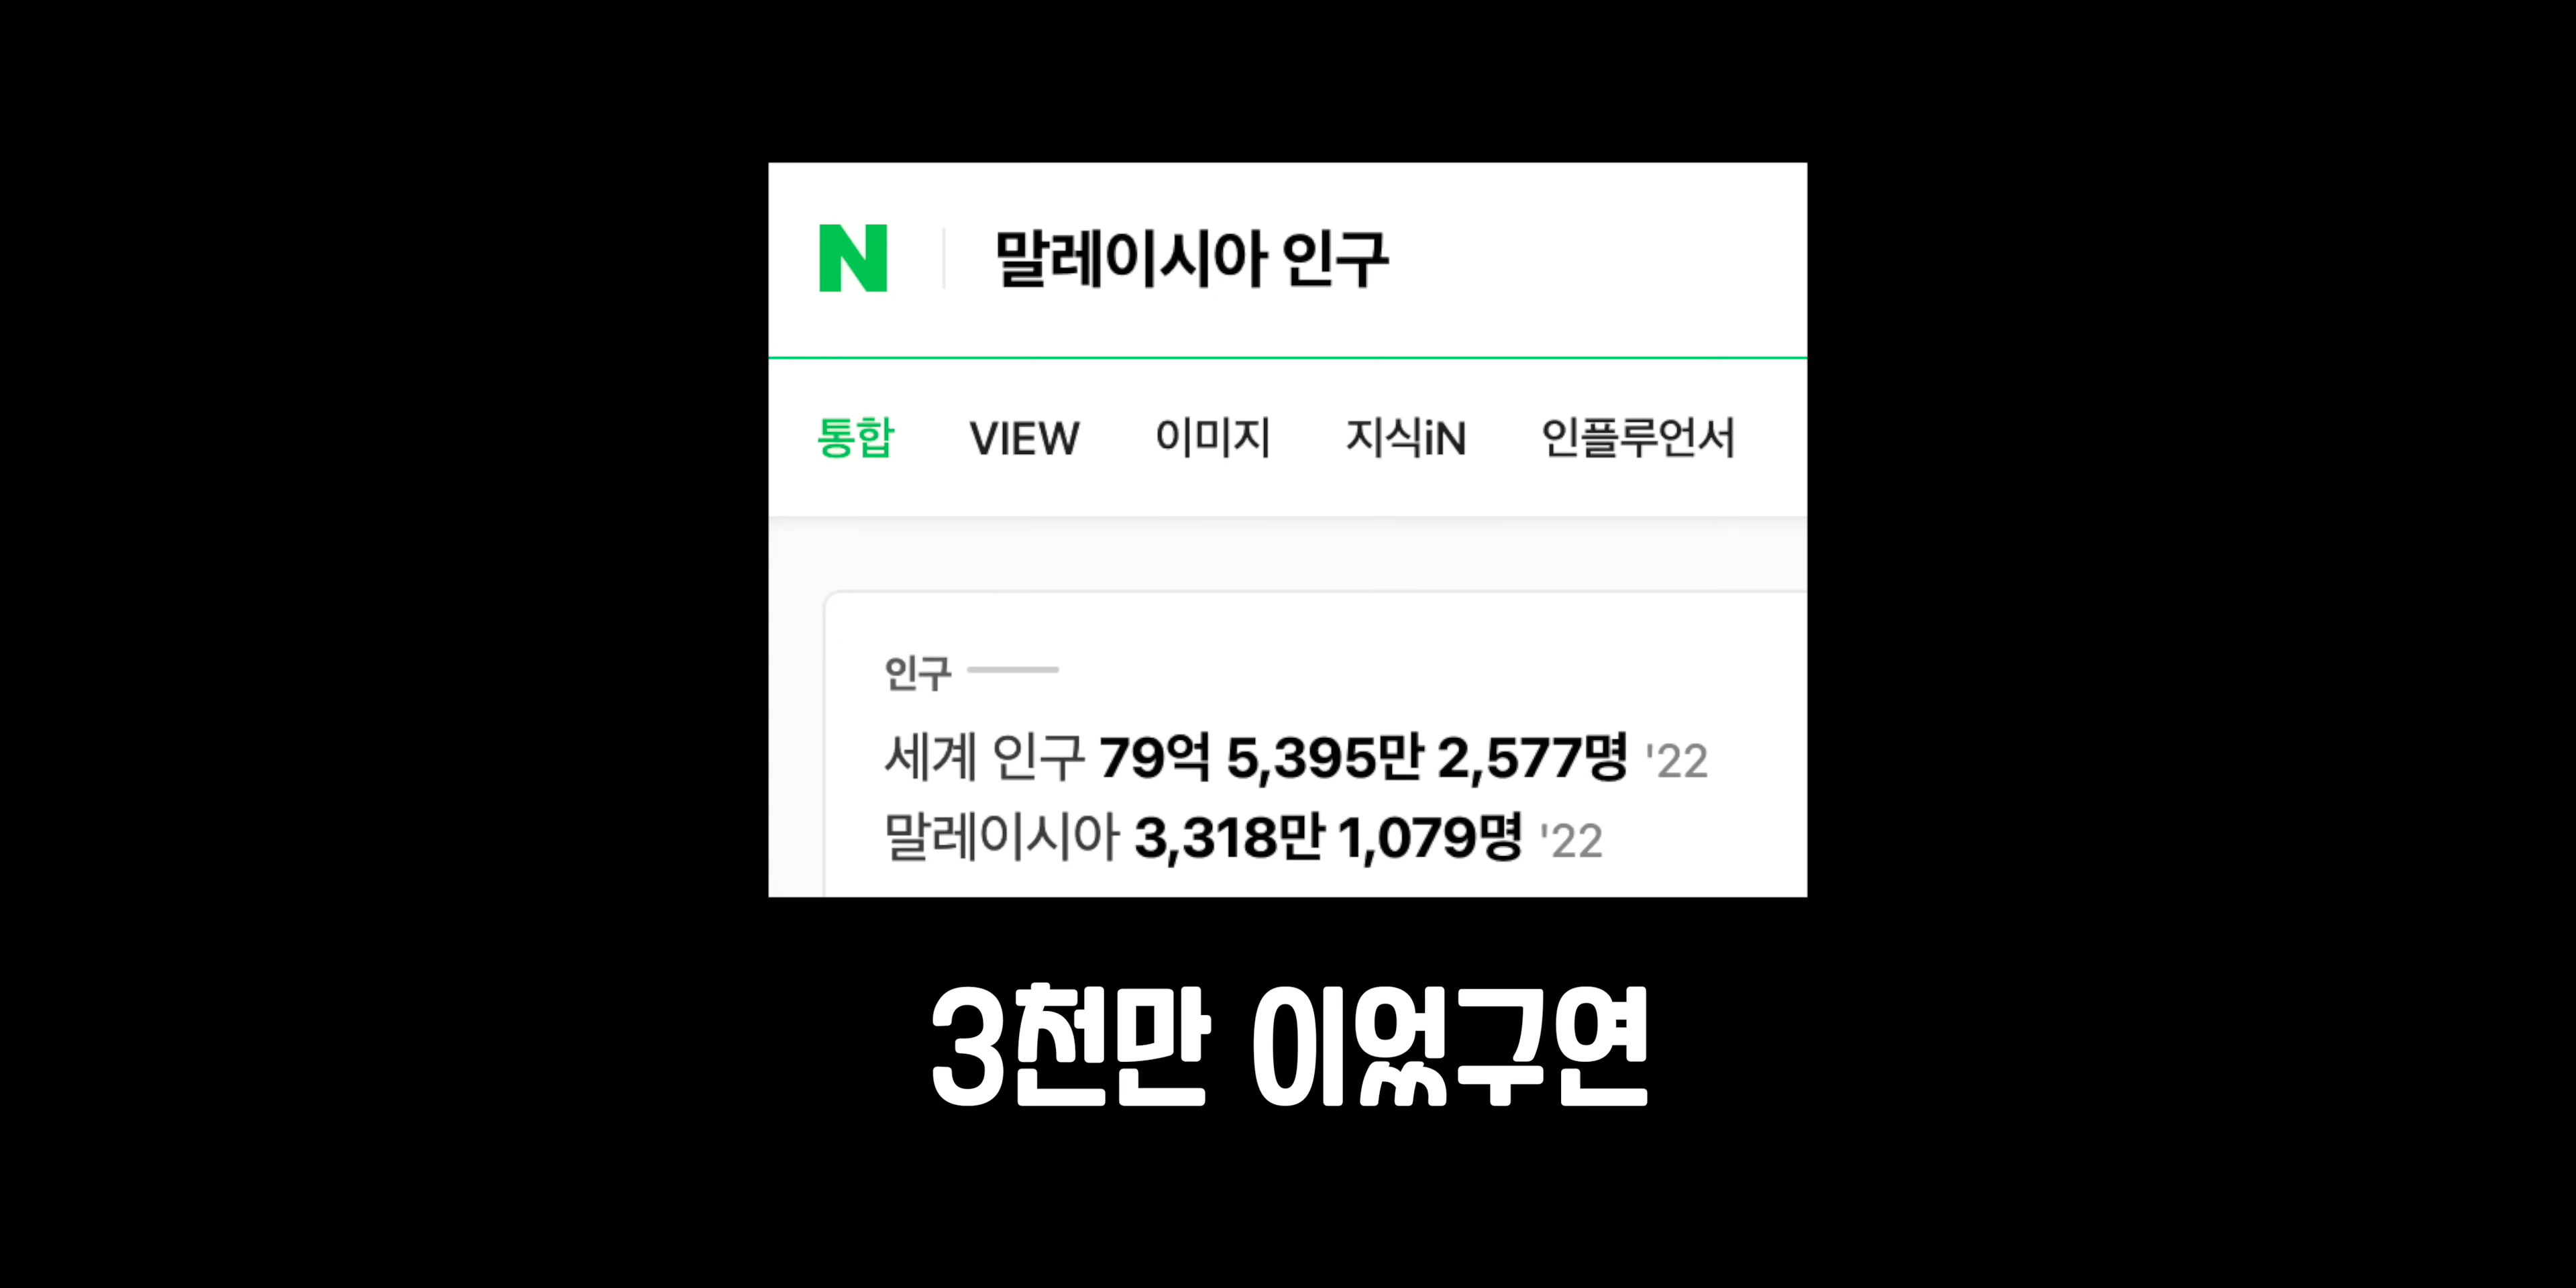 N 말레이시아 인구
통합 VIEW 이미지 지식iN 인플루언서
인구
세계 인구 79억 5,395만 2,577명 '22
말레이시아 3,318만 1,079명 '22
3천만 이었구연